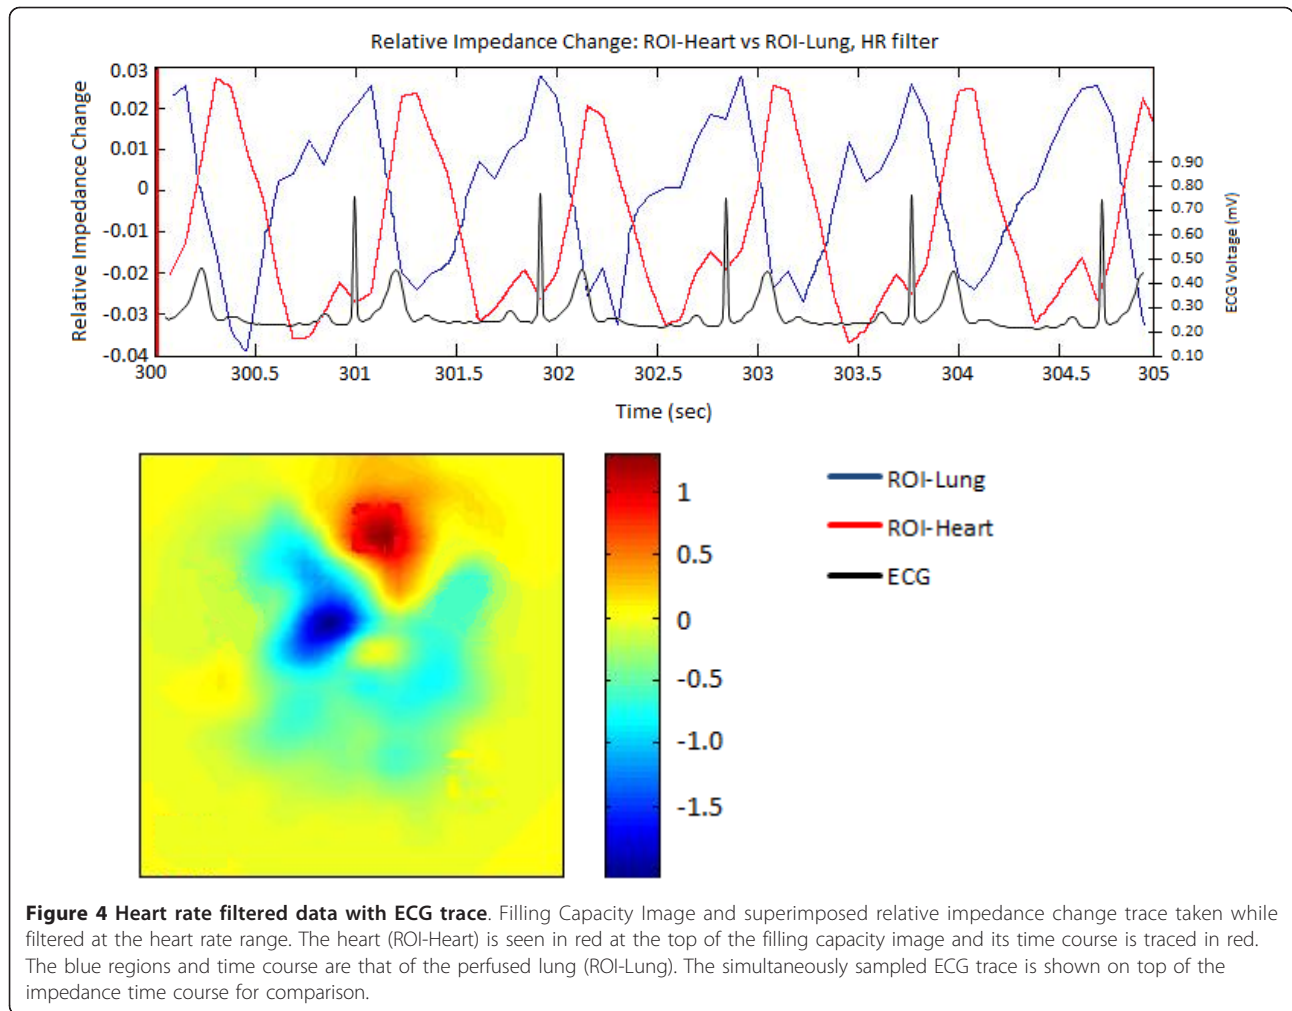 Relative Impedance Change: ROI-Heart vs ROI-Lung, HR filter
Relative Impedance Change
0.03
0.02
0.01
0
-0.01
-0.02
-0.03
-0.04
0.90
0.80
0.70
0.60
0.50
0.40
0.30
0.20
0.10
ECG Voltage (mV)
300 300.5 301 301.5 302 302.5 303 303.5 304 304.5 305
Time (sec)
1
0.5
0
-0.5
-1.0
-1.5
ROI-Lung
ROI-Heart
ECG
Figure 4 Heart rate filtered data with ECG trace. Filling Capacity Image and superimposed relative impedance change trace taken while
filtered at the heart rate range. The heart (ROI-Heart) is seen in red at the top of the filling capacity image and its time course is traced in red.
The blue regions and time course are that of the perfused lung (ROI-Lung). The simultaneously sampled ECG trace is shown on top of the
impedance time course for comparison.